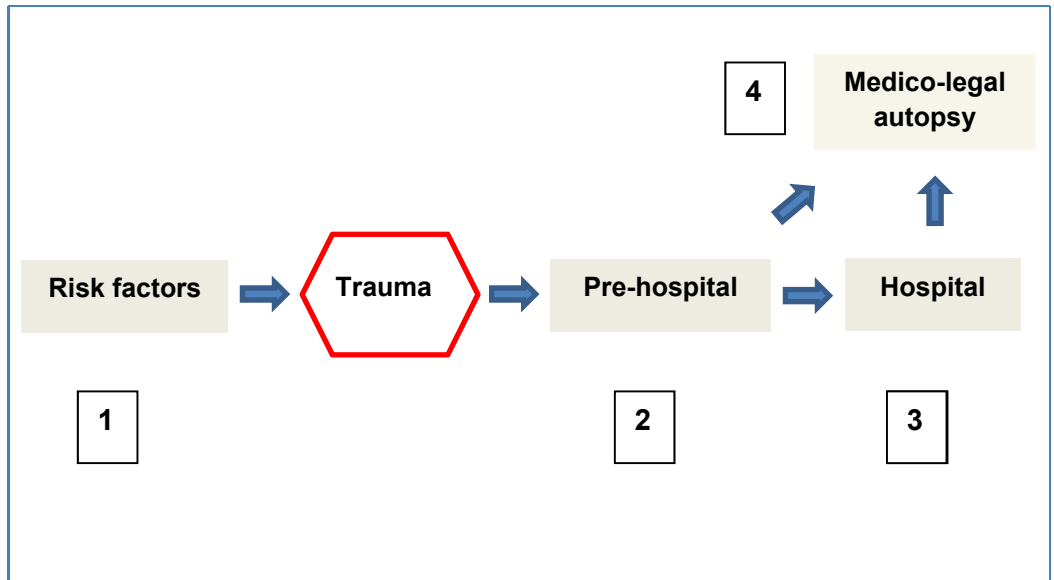 4
Medico-legal
autopsy
Risk factors
Trauma
Pre-hospital
Hospital
1
2
3